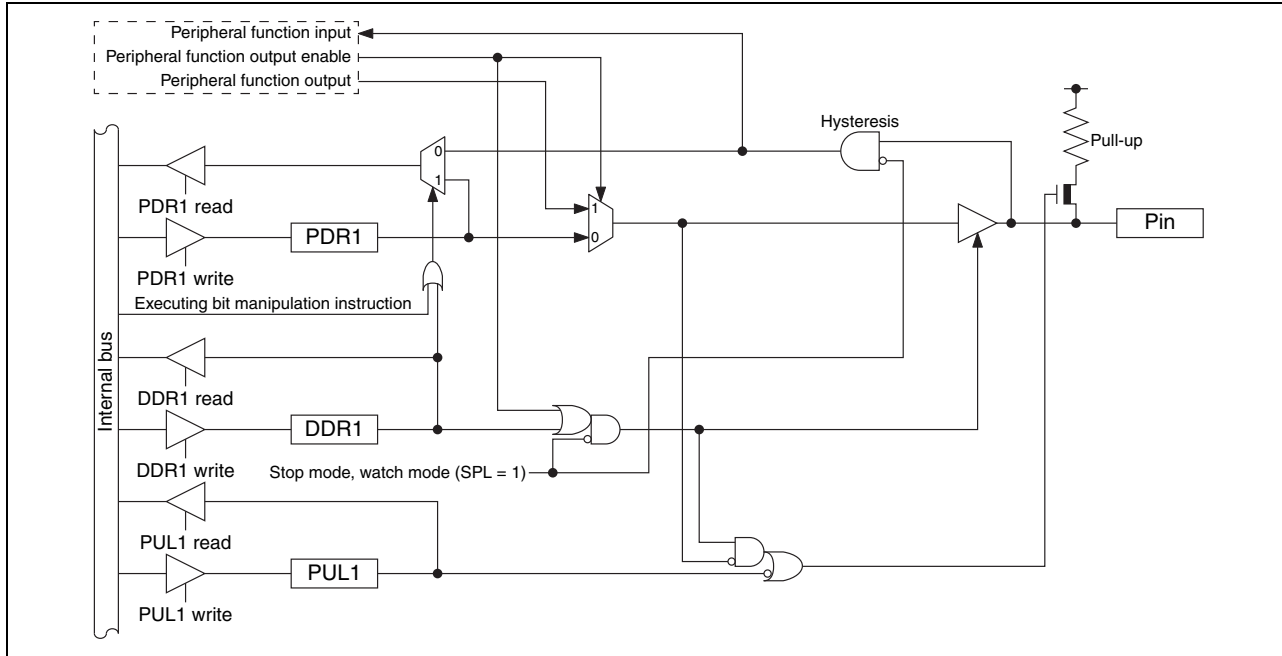 Peripheral function input
Peripheral function output enable
Peripheral function output
Hysteresis
Pull-up
0
1
PDR1 read
1
0
PDR1
Pin
PDR1 write
Executing bit manipulation instruction
Internal bus
DDR1 read
DDR1
DDR1 write
Stop mode, watch mode (SPL = 1)
PUL1 read
PUL1
PUL1 write